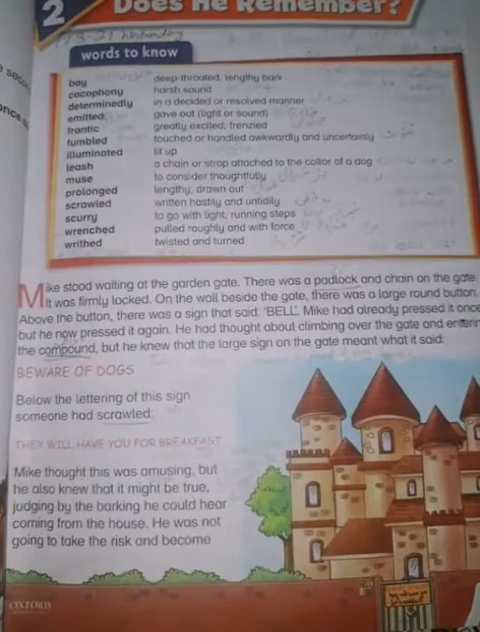 2 Does He Remember?
Wednesday
words to know
bay deep-throated, lengthy bark
cacophony harsh sound
determinedly in a decided or resolved manner
emitted gave out (light or sound)
frantic greatly excited; frenzied
fumbled touched or handled awkwardly and uncertainly
illuminated lit up
leash a chain or strap attached to the collar of a dog
muse to consider thoughtfully
prolonged lengthy; drawn out
scrawled written hastily and untidily
scurry to go with light, running steps
wrenched pulled roughly and with force
writhed twisted and turned
Mike stood waiting at the garden gate. There was a padlock and chain on the gate.
It was firmly locked. On the wall beside the gate, there was a large round button.
Above the button, there was a sign that said: 'BELL'. Mike had already pressed it once
but he now pressed it again. He had thought about climbing over the gate and entering
the compound, but he knew that the large sign on the gate meant what it said:
BEWARE OF DOGS
Below the lettering of this sign
someone had scrawled:
THEY WILL HAVE YOU FOR BREAKFAST
Mike thought this was amusing, but
he also knew that it might be true,
judging by the barking he could hear
coming from the house. He was not
going to take the risk and become
OXFORD